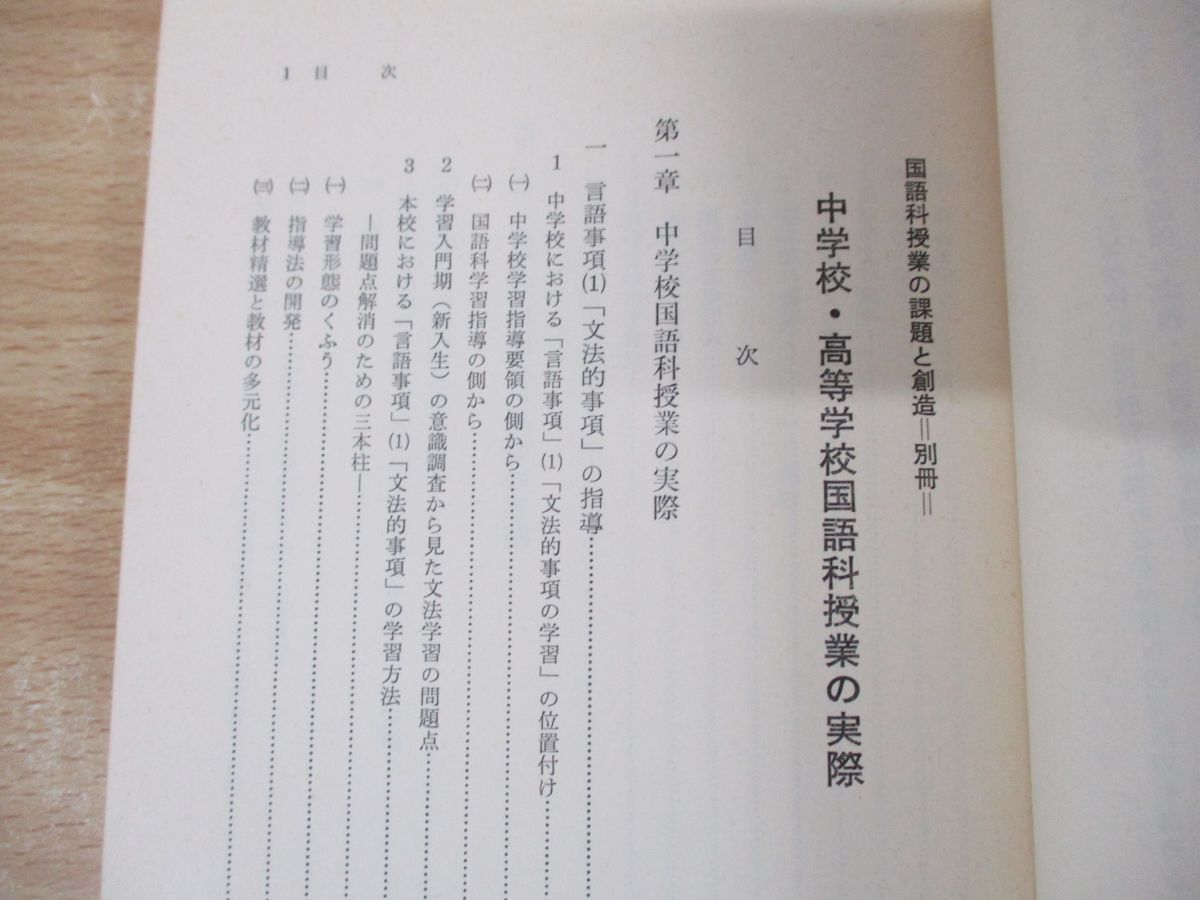 国語科授業の課題と創造＝別冊＝
中学校・高等学校国語科授業の実際
目　次
第一章　中学校国語科授業の実際
一　言語事項⑴「文法的事項」の指導………………
1　中学校における「言語事項」⑴「文法的事項の学習」の位置付け………
㈠　中学校学習指導要領の側から………………
㈡　国語科学習指導の側から………………
2　学習入門期（新入生）の意識調査から見た文法学習の問題点………
3　本校における「言語事項」⑴「文法的事項」の学習方法………
―問題点解消のための三本柱―………………
㈠　学習形態のくふう………………
㈡　指導法の開発………………
㈢　教材精選と教材の多元化………………
1　目　次